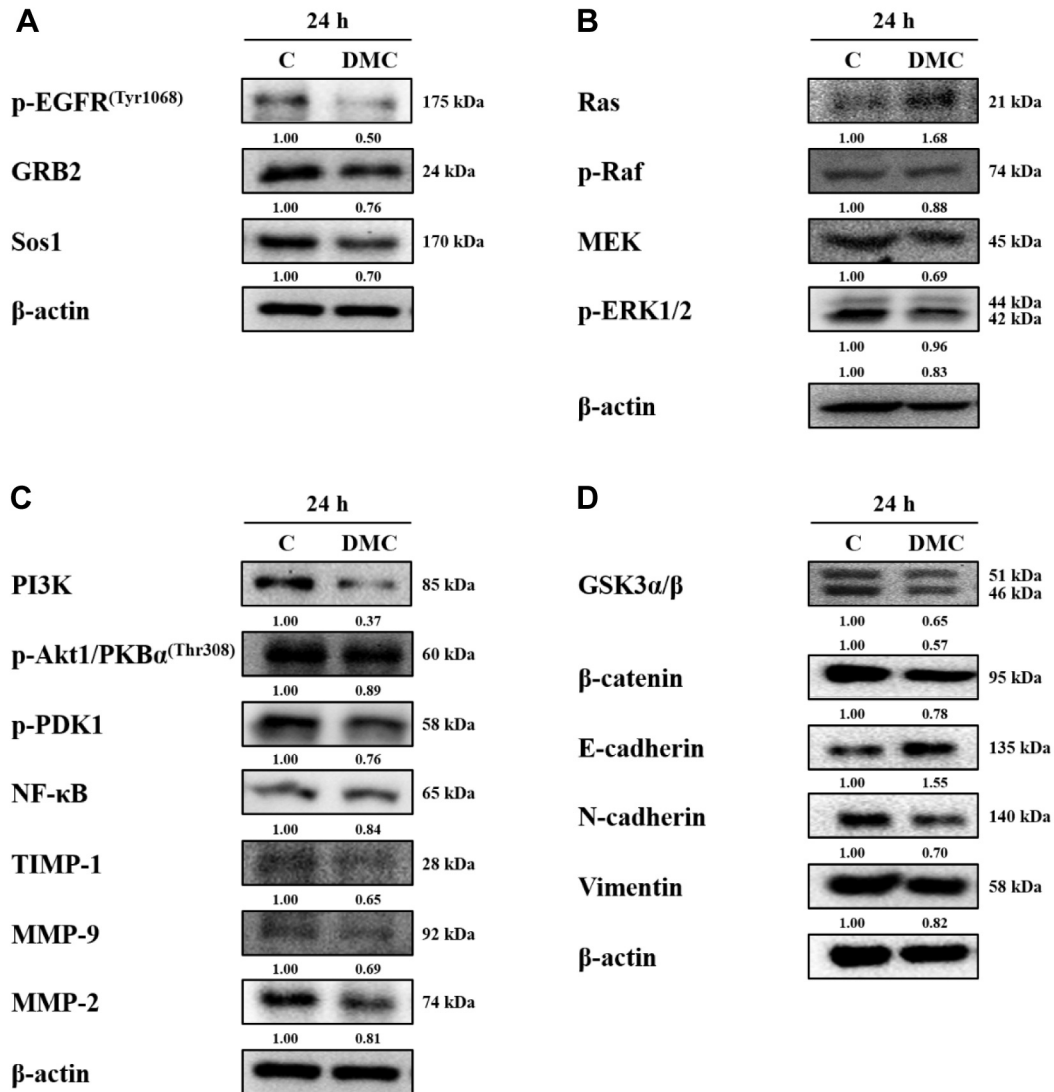 A
24 h
C DMC
p-EGFR(Tyr1068) 175 kDa
1.00 0.50
GRB2 24 kDa
1.00 0.76
Sos1 170 kDa
1.00 0.70
β-actin
B
24 h
C DMC
Ras 21 kDa
1.00 1.68
p-Raf 74 kDa
1.00 0.88
MEK 45 kDa
1.00 0.69
p-ERK1/2 44 kDa
42 kDa
1.00 0.96
1.00 0.83
β-actin
C
24 h
C DMC
PI3K 85 kDa
1.00 0.37
p-Akt1/PKBα(Thr308) 60 kDa
1.00 0.89
p-PDK1 58 kDa
1.00 0.76
NF-κB 65 kDa
1.00 0.84
TIMP-1 28 kDa
1.00 0.65
MMP-9 92 kDa
1.00 0.69
MMP-2 74 kDa
1.00 0.81
β-actin
D
24 h
C DMC
GSK3α/β 51 kDa
46 kDa
1.00 0.65
1.00 0.57
β-catenin 95 kDa
1.00 0.78
E-cadherin 135 kDa
1.00 1.55
N-cadherin 140 kDa
1.00 0.70
Vimentin 58 kDa
1.00 0.82
β-actin